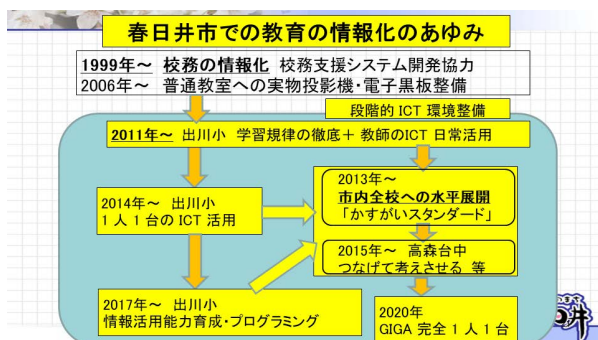 春日井市での教育の情報化のあゆみ
1999年～ 校務の情報化 校務支援システム開発協力
2006年～ 普通教室への実物投影機・電子黒板整備
段階的 ICT 環境整備
2011年～ 出川小 学習規律の徹底＋ 教師のICT 日常活用
2013年～
市内全校への水平展開
「かすがいスタンダード」
2014年～ 出川小
1 人 1 台の ICT 活用
2015年～ 高森台中
つなげて考えさせる 等
2017年～ 出川小
情報活用能力育成・プログラミング
2020年
GIGA 完全 1 人 1 台